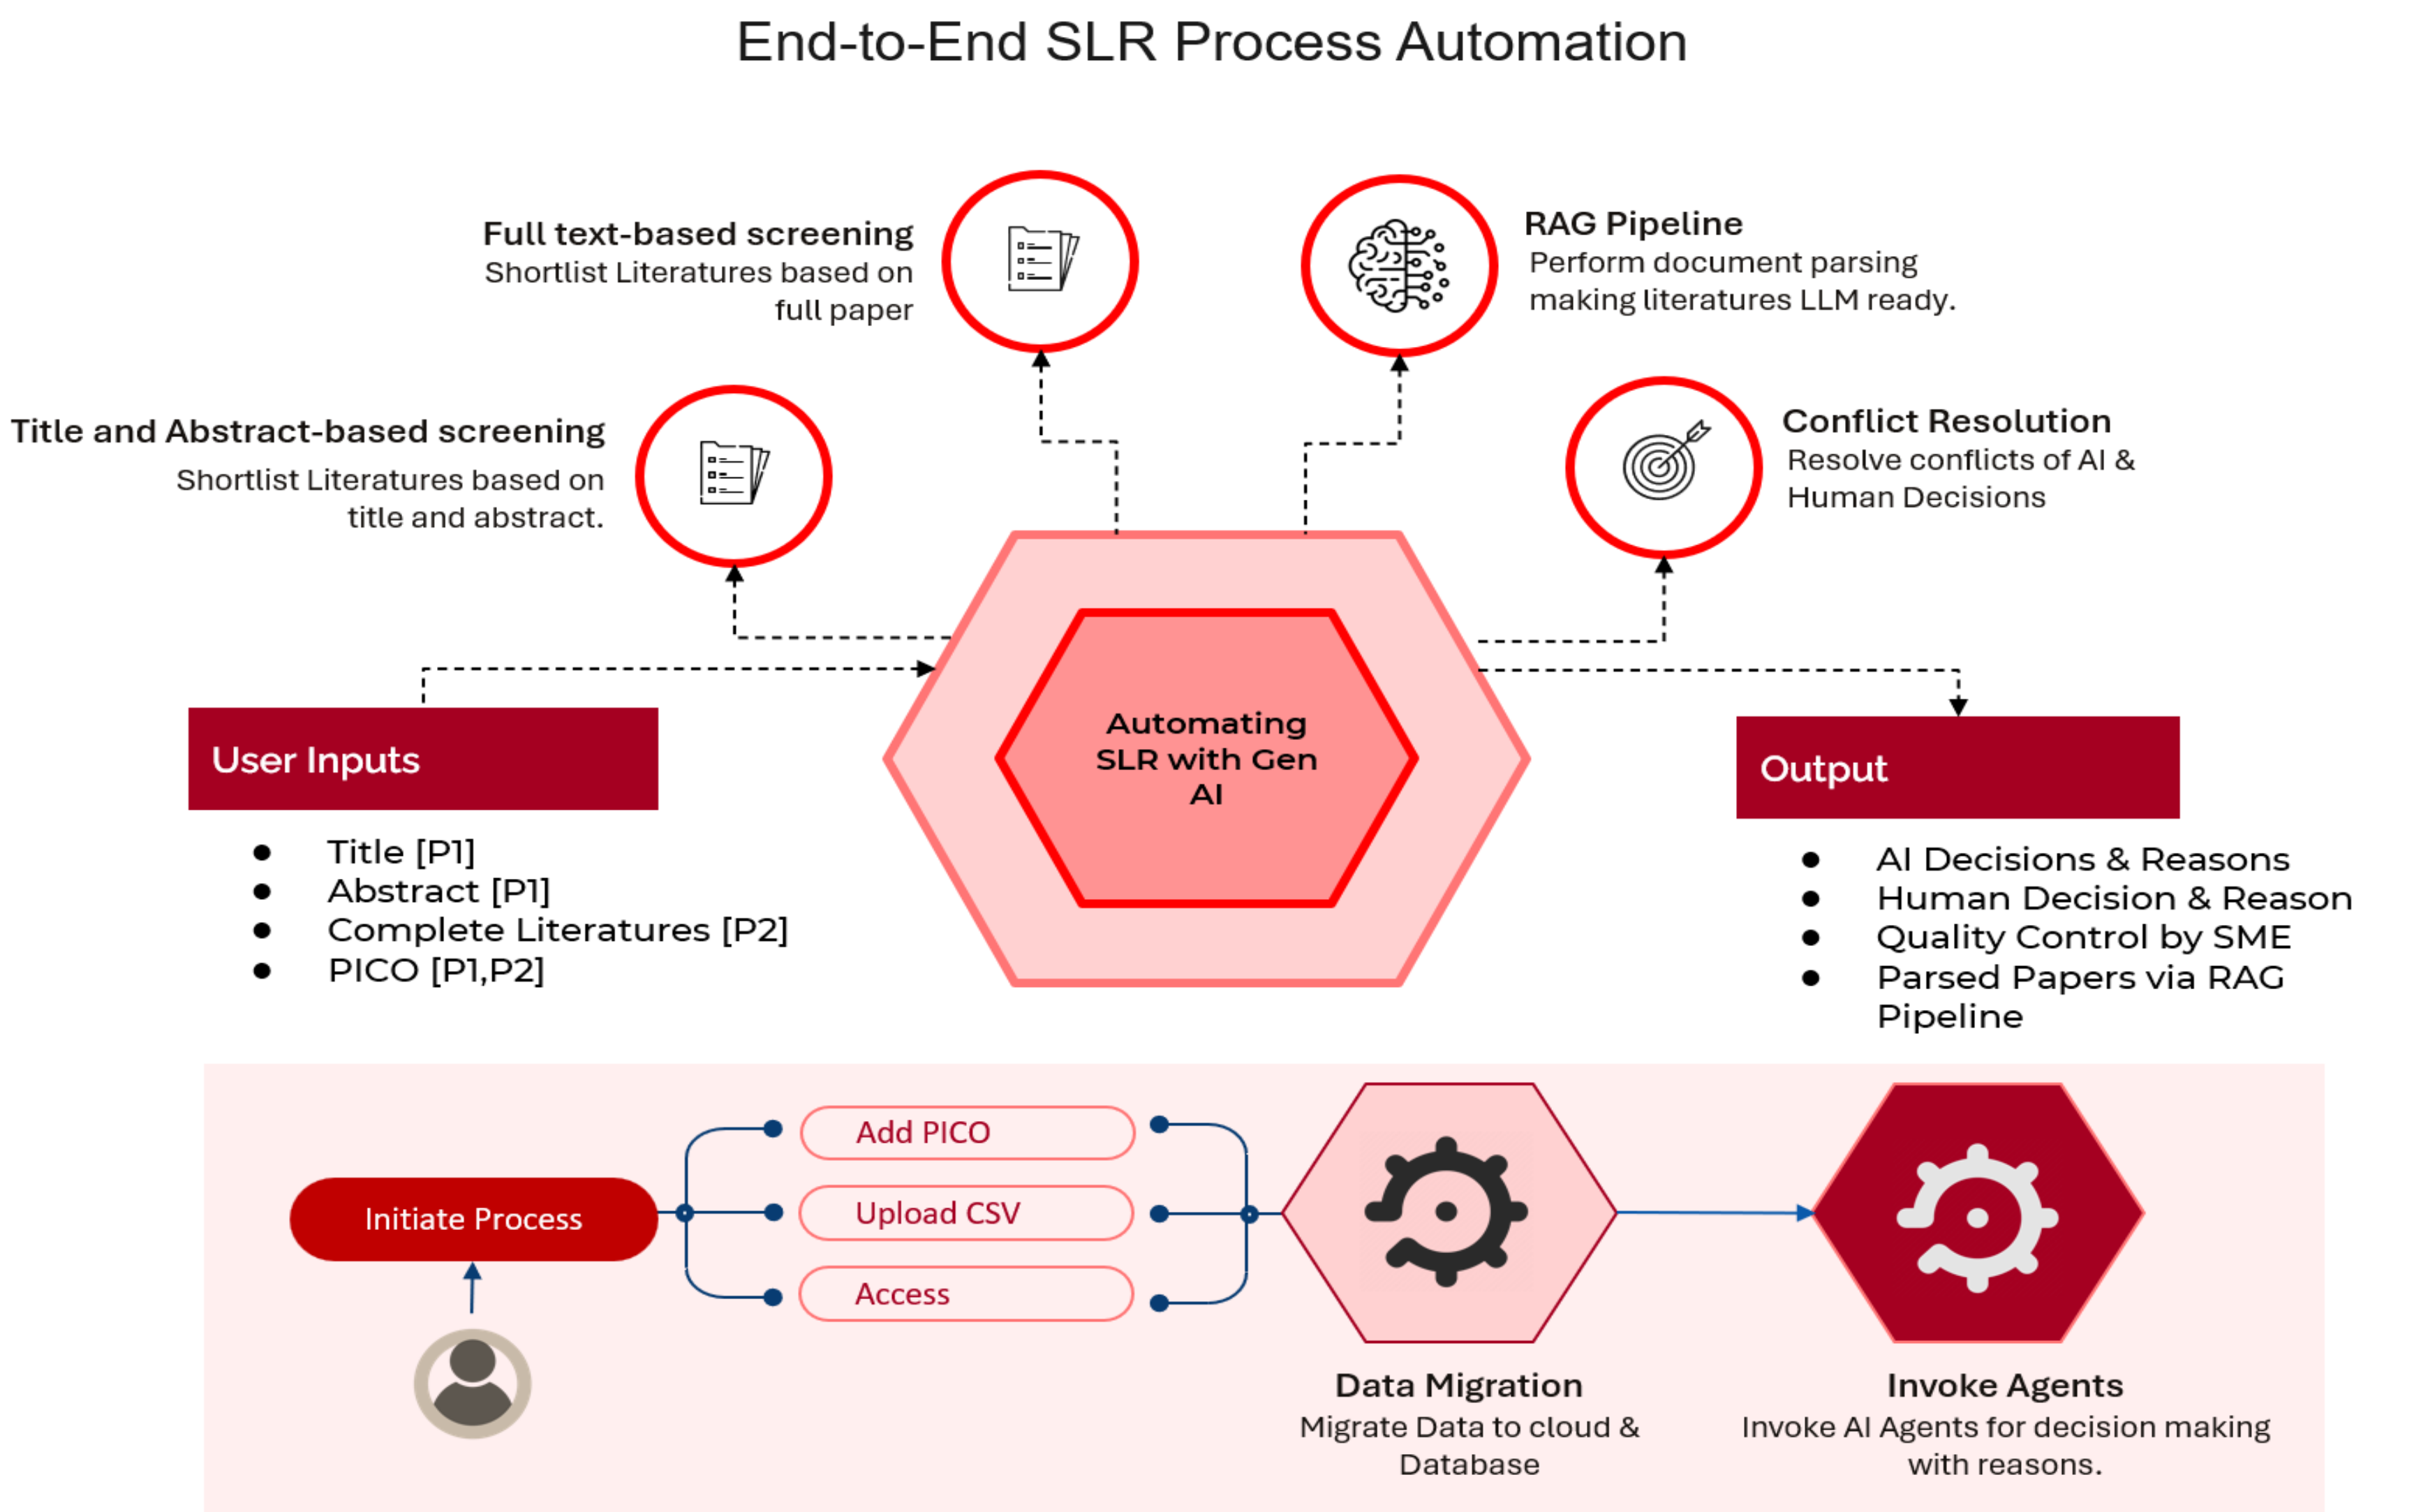 End-to-End SLR Process Automation
Full text-based screening
Shortlist Literatures based on
full paper
RAG Pipeline
Perform document parsing
making literatures LLM ready.
Title and Abstract-based screening
Shortlist Literatures based on
title and abstract.
Conflict Resolution
Resolve conflicts of AI &
Human Decisions
Automating
SLR with Gen
AI
User Inputs
● Title [P1]
● Abstract [P1]
● Complete Literatures [P2]
● PICO [P1,P2]
Output
● AI Decisions & Reasons
● Human Decision & Reason
● Quality Control by SME
● Parsed Papers via RAG
Pipeline
Initiate Process
Add PICO
Upload CSV
Access
Data Migration
Migrate Data to cloud &
Database
Invoke Agents
Invoke AI Agents for decision making
with reasons.